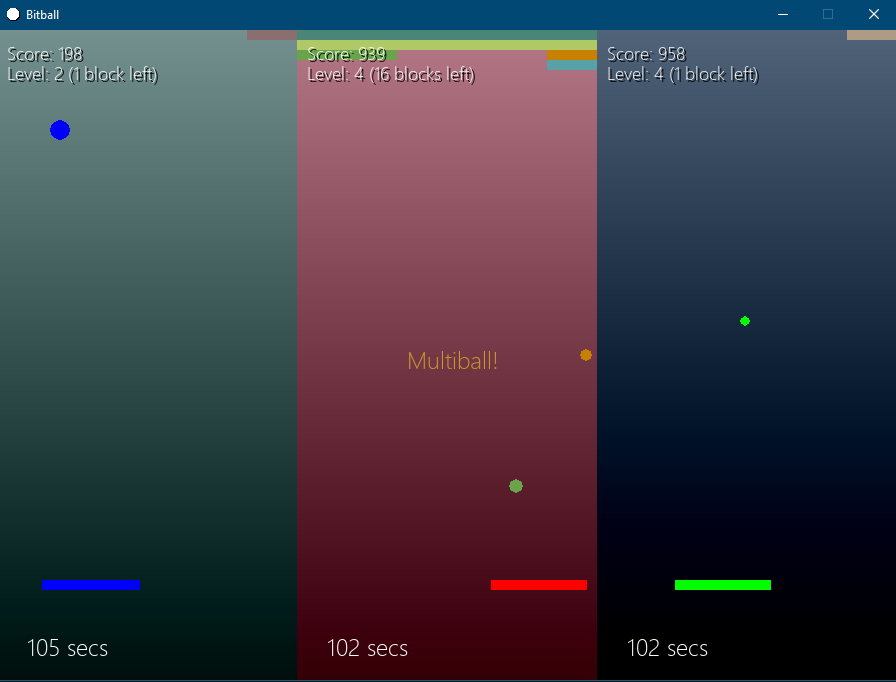 Bitball
Score: 198
Level: 2 (1 block left)
105 secs
Score: 939
Level: 4 (16 blocks left)
Multiball!
102 secs
Score: 958
Level: 4 (1 block left)
102 secs